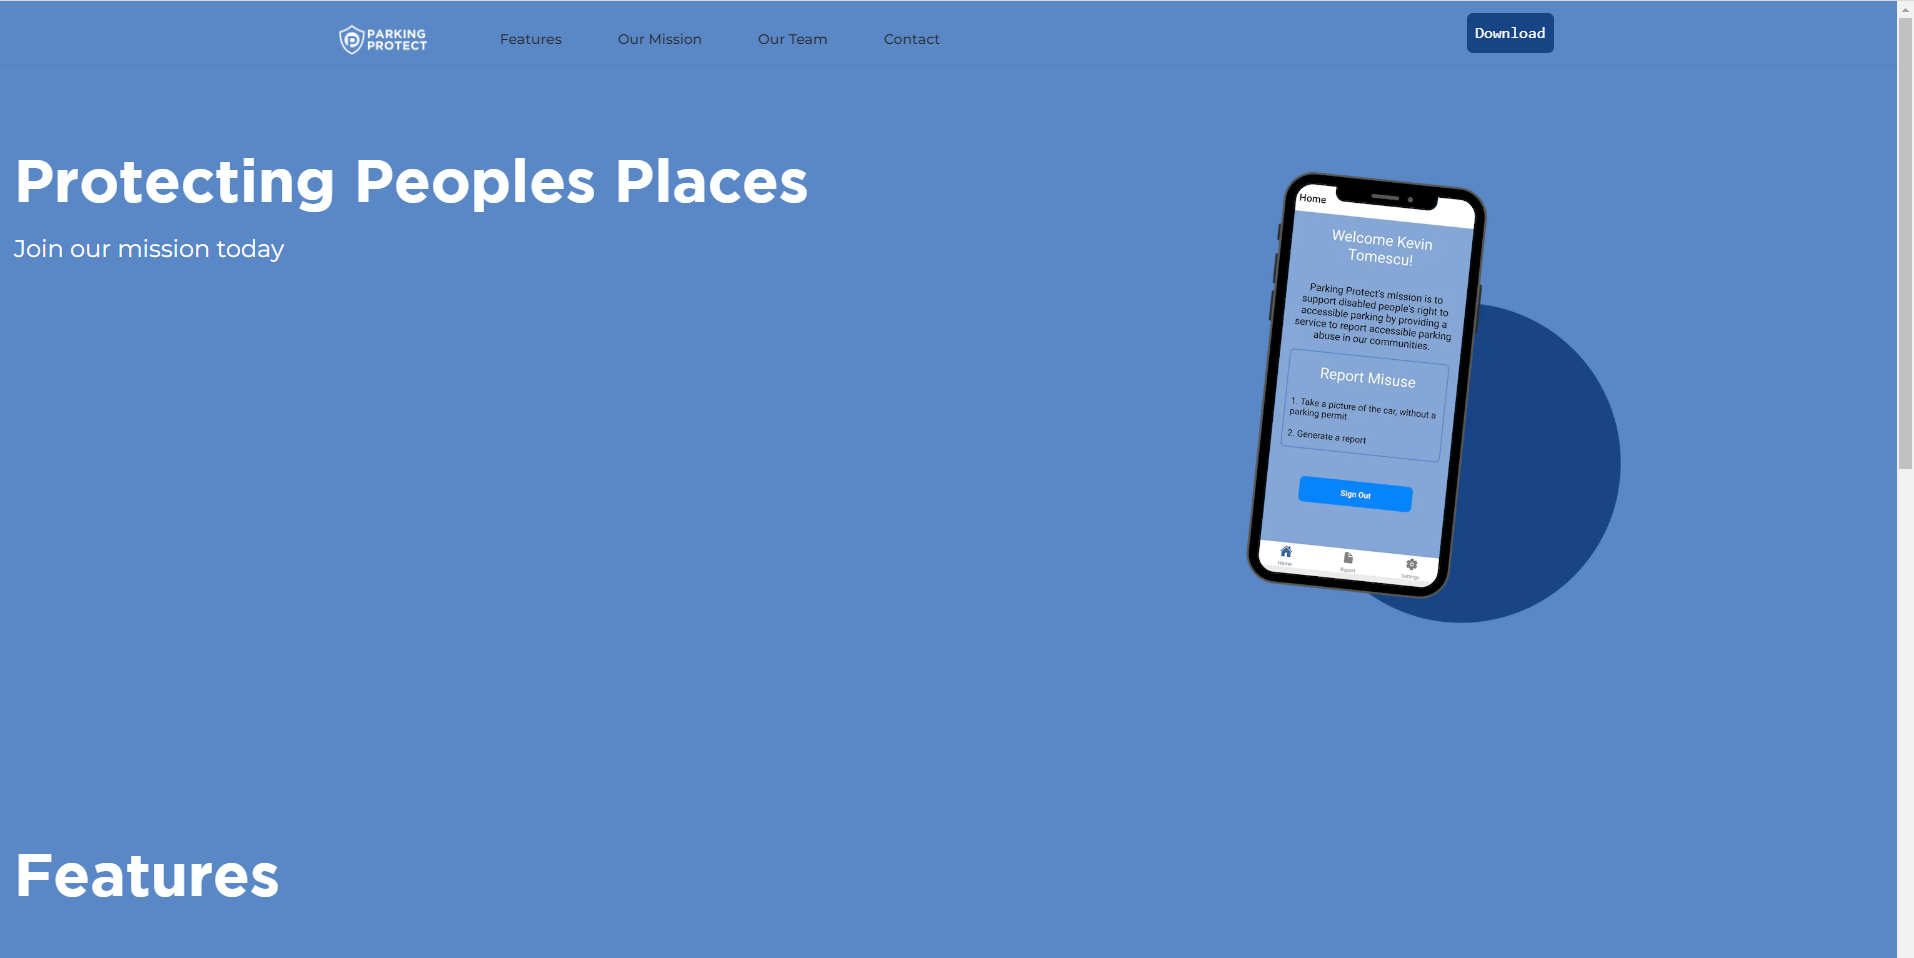 PARKING
PROTECT
Features
Our Mission
Our Team
Contact
Download
Protecting Peoples Places
Join our mission today
Home
Welcome Kevin
Tomescu!
Parking Protect's mission is to
support disabled people's right to
accessible parking by providing a
service to report accessible parking
abuse in our communities.
Report Misuse
1. Take a picture of the car, without a
parking permit
2. Generate a report
Sign Out
Home
Report
Settings
Features